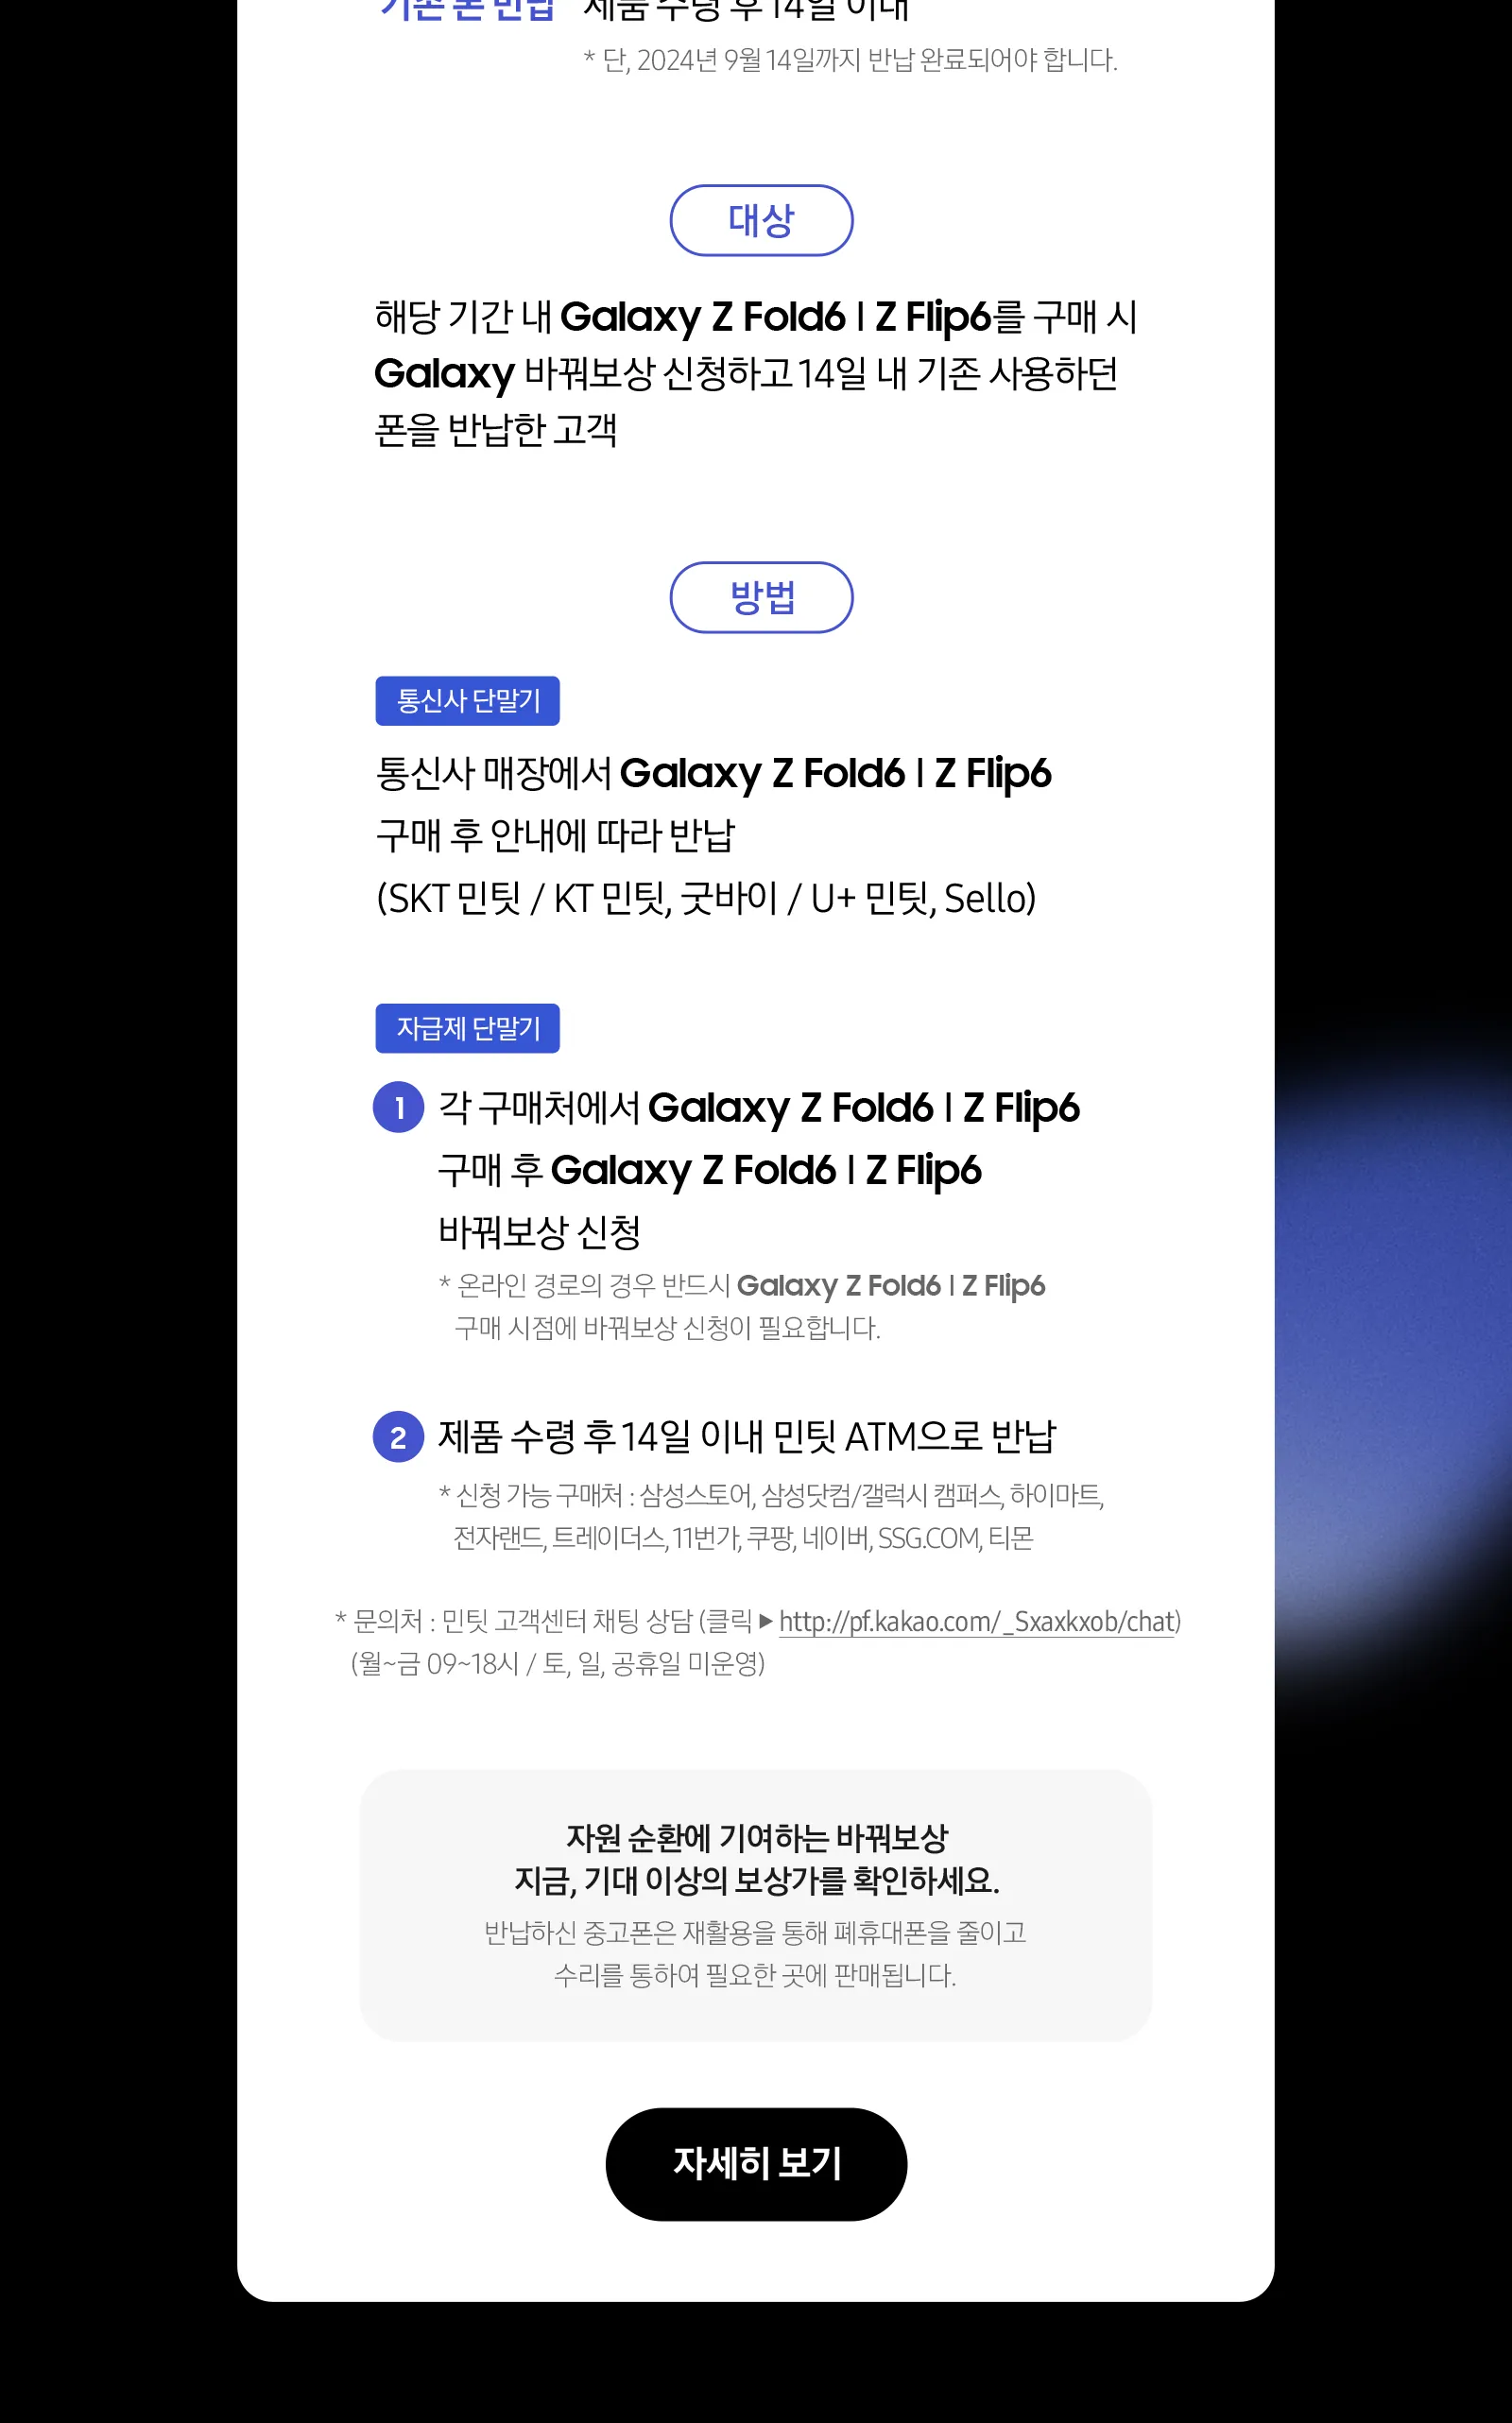 기존 폰 반납 제품 수령 후 14일 이내
* 단, 2024년 9월 14일까지 반납 완료되어야 합니다.
대상
해당 기간 내 Galaxy Z Fold6 | Z Flip6를 구매 시
Galaxy 바꿔보상 신청하고 14일 내 기존 사용하던
폰을 반납한 고객
방법
통신사 단말기
통신사 매장에서 Galaxy Z Fold6 | Z Flip6
구매 후 안내에 따라 반납
(SKT 민팃 / KT 민팃, 굿바이 / U+ 민팃, Sello)
자급제 단말기
1 각 구매처에서 Galaxy Z Fold6 | Z Flip6
구매 후 Galaxy Z Fold6 | Z Flip6
바꿔보상 신청
* 온라인 경로의 경우 반드시 Galaxy Z Fold6 | Z Flip6
구매 시점에 바꿔보상 신청이 필요합니다.
2 제품 수령 후 14일 이내 민팃 ATM으로 반납
* 신청 가능 구매처 : 삼성스토어, 삼성닷컴/갤럭시 캠퍼스, 하이마트,
전자랜드, 트레이더스, 11번가, 쿠팡, 네이버, SSG.COM, 티몬
* 문의처 : 민팃 고객센터 채팅 상담 (클릭 ▶ http://pf.kakao.com/_Sxaxkxob/chat)
(월~금 09~18시 / 토, 일, 공휴일 미운영)
자원 순환에 기여하는 바꿔보상
지금, 기대 이상의 보상가를 확인하세요.
반납하신 중고폰은 재활용을 통해 폐휴대폰을 줄이고
수리를 통하여 필요한 곳에 판매됩니다.
자세히 보기